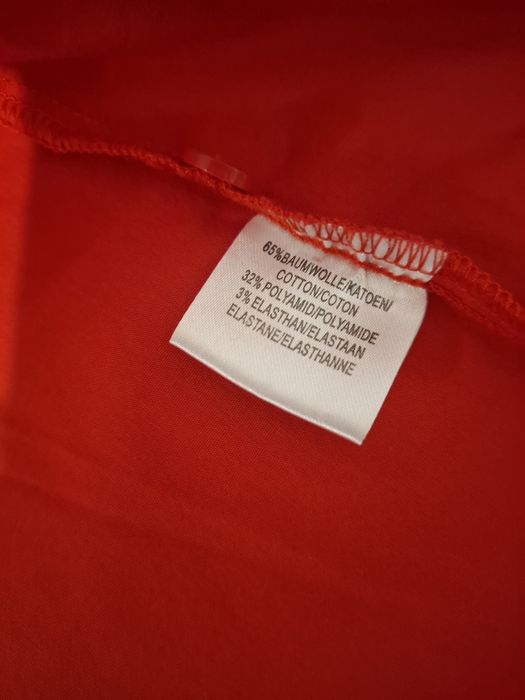 65%BAUMWOLLE/KATOEN/
COTTON/COTON
32% POLYAMID/POLYAMIDE
3% ELASTHAN/ELASTAAN
ELASTANE/ELASTHANNE